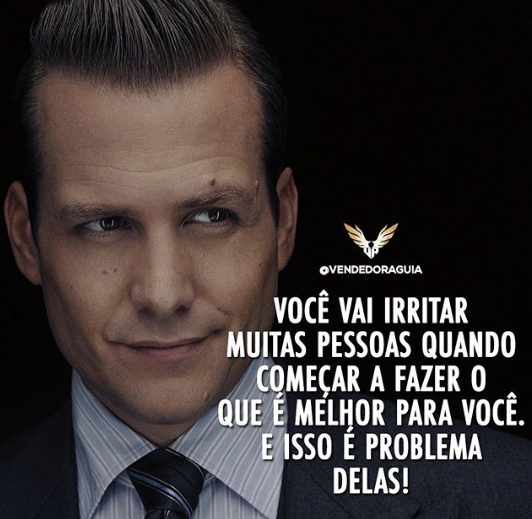 @VENDEDORAGUIA
VOCÊ VAI IRRITAR
MUITAS PESSOAS QUANDO
COMEÇAR A FAZER O
QUE É MELHOR PARA VOCÊ.
E ISSO É PROBLEMA
DELAS!